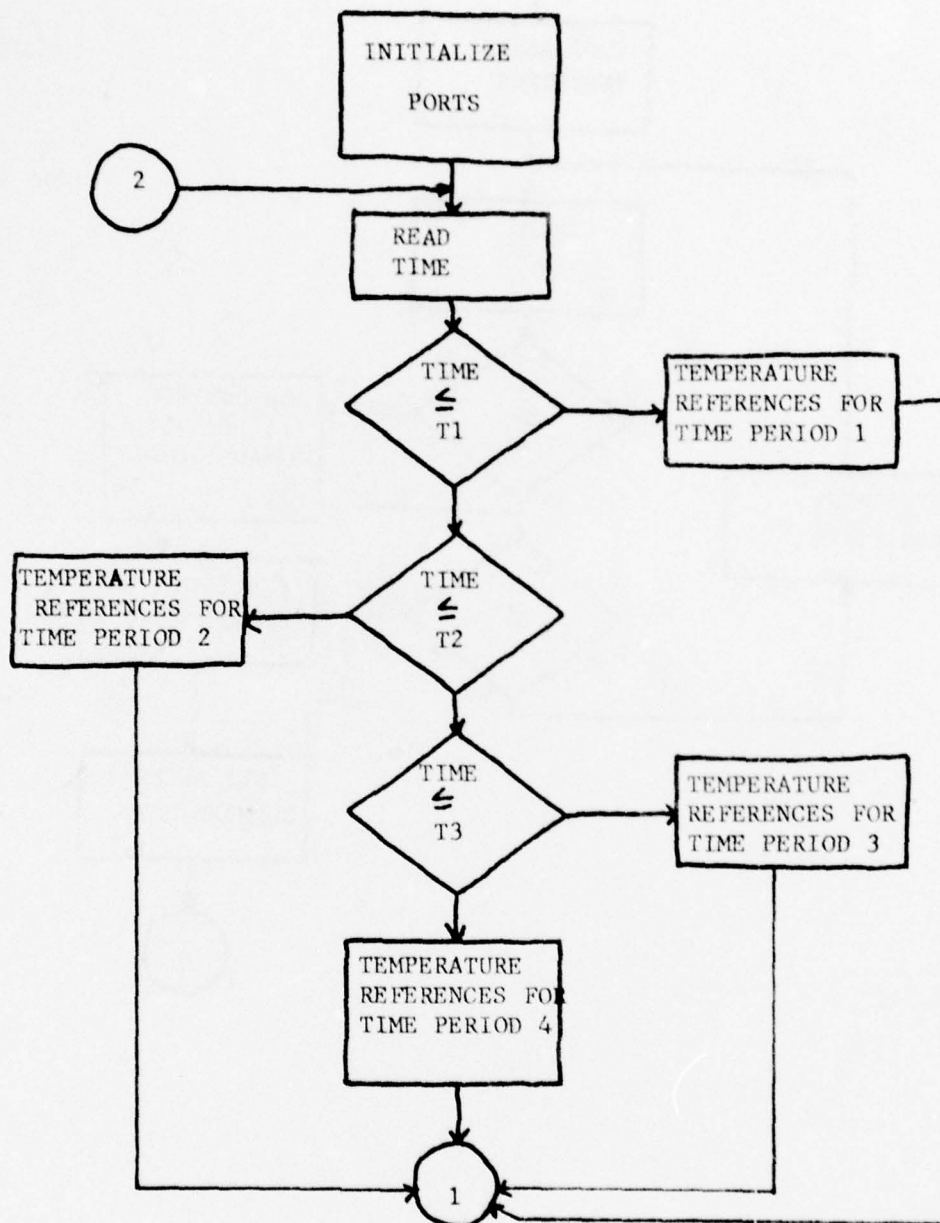 INITIALIZE
PORTS
2
READ
TIME
TIME
≤
T1
TEMPERATURE
REFERENCES FOR
TIME PERIOD 1
TIME
≤
T2
TEMPERATURE
REFERENCES FOR
TIME PERIOD 2
TIME
≤
T3
TEMPERATURE
REFERENCES FOR
TIME PERIOD 3
TEMPERATURE
REFERENCES FOR
TIME PERIOD 4
1